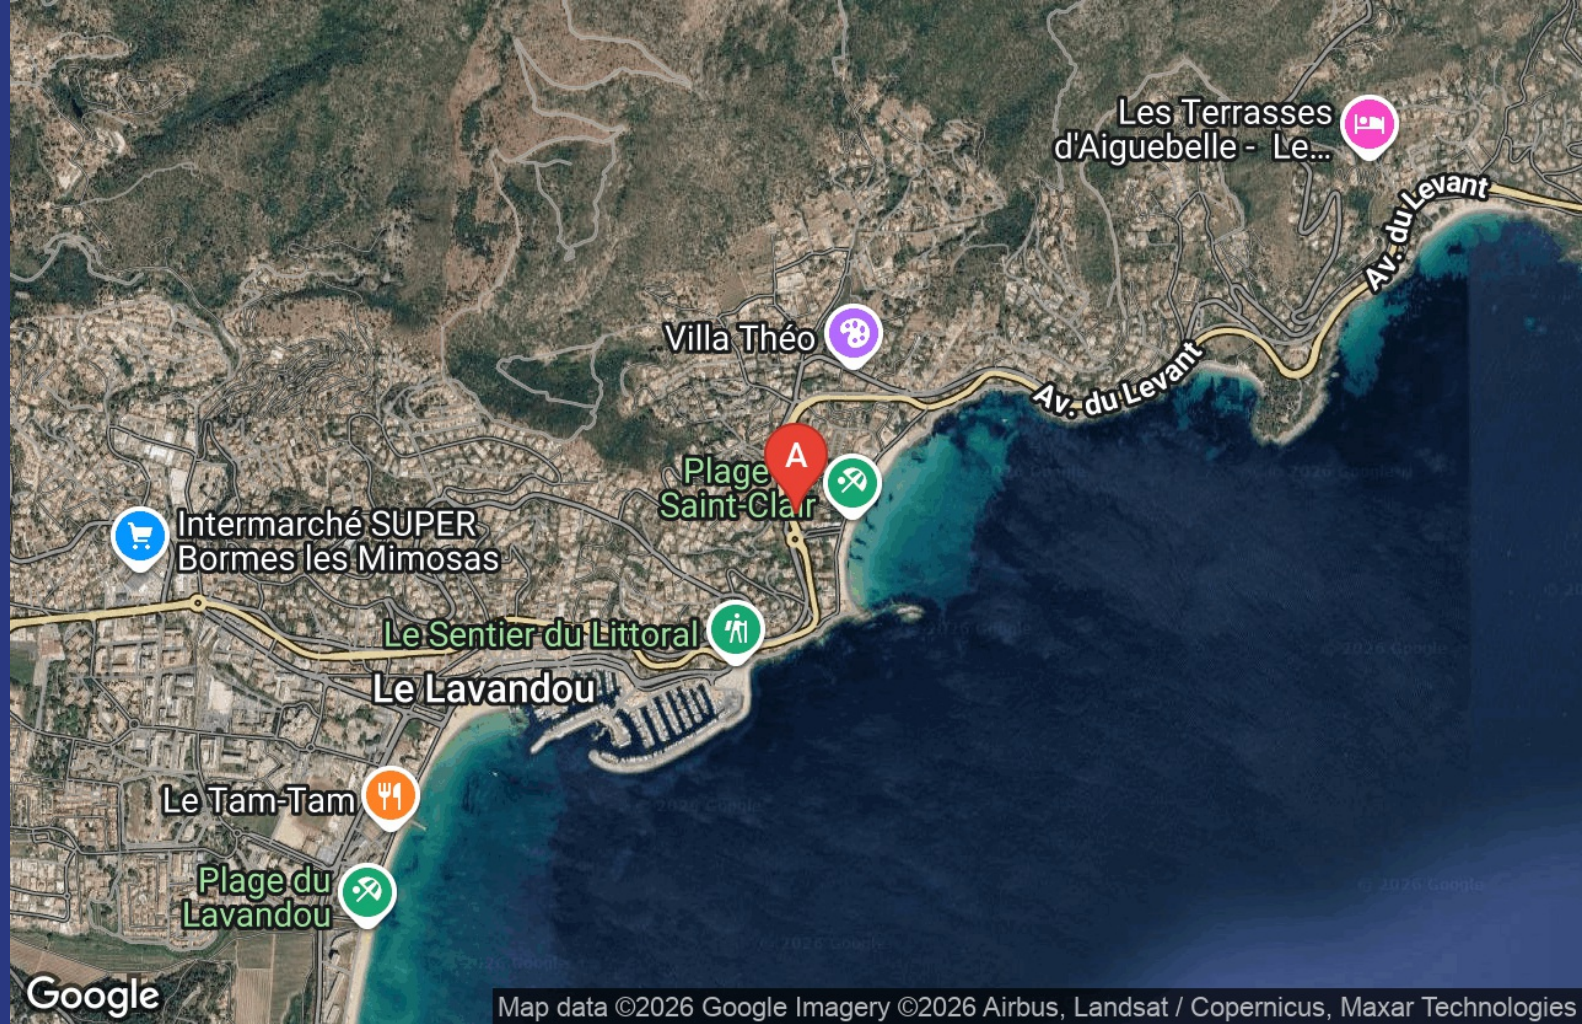 Les Terrasses
d'Aiguebelle - Le...
Av. du Levant
Villa Théo
Av. du Levant
Plage
Saint-Clair
A
Intermarché SUPER
Bormes les Mimosas
Le Sentier du Littoral
Le Lavandou
Le Tam-Tam
Plage du
Lavandou
Google
Map data ©2026 Google Imagery ©2026 Airbus, Landsat / Copernicus, Maxar Technologies